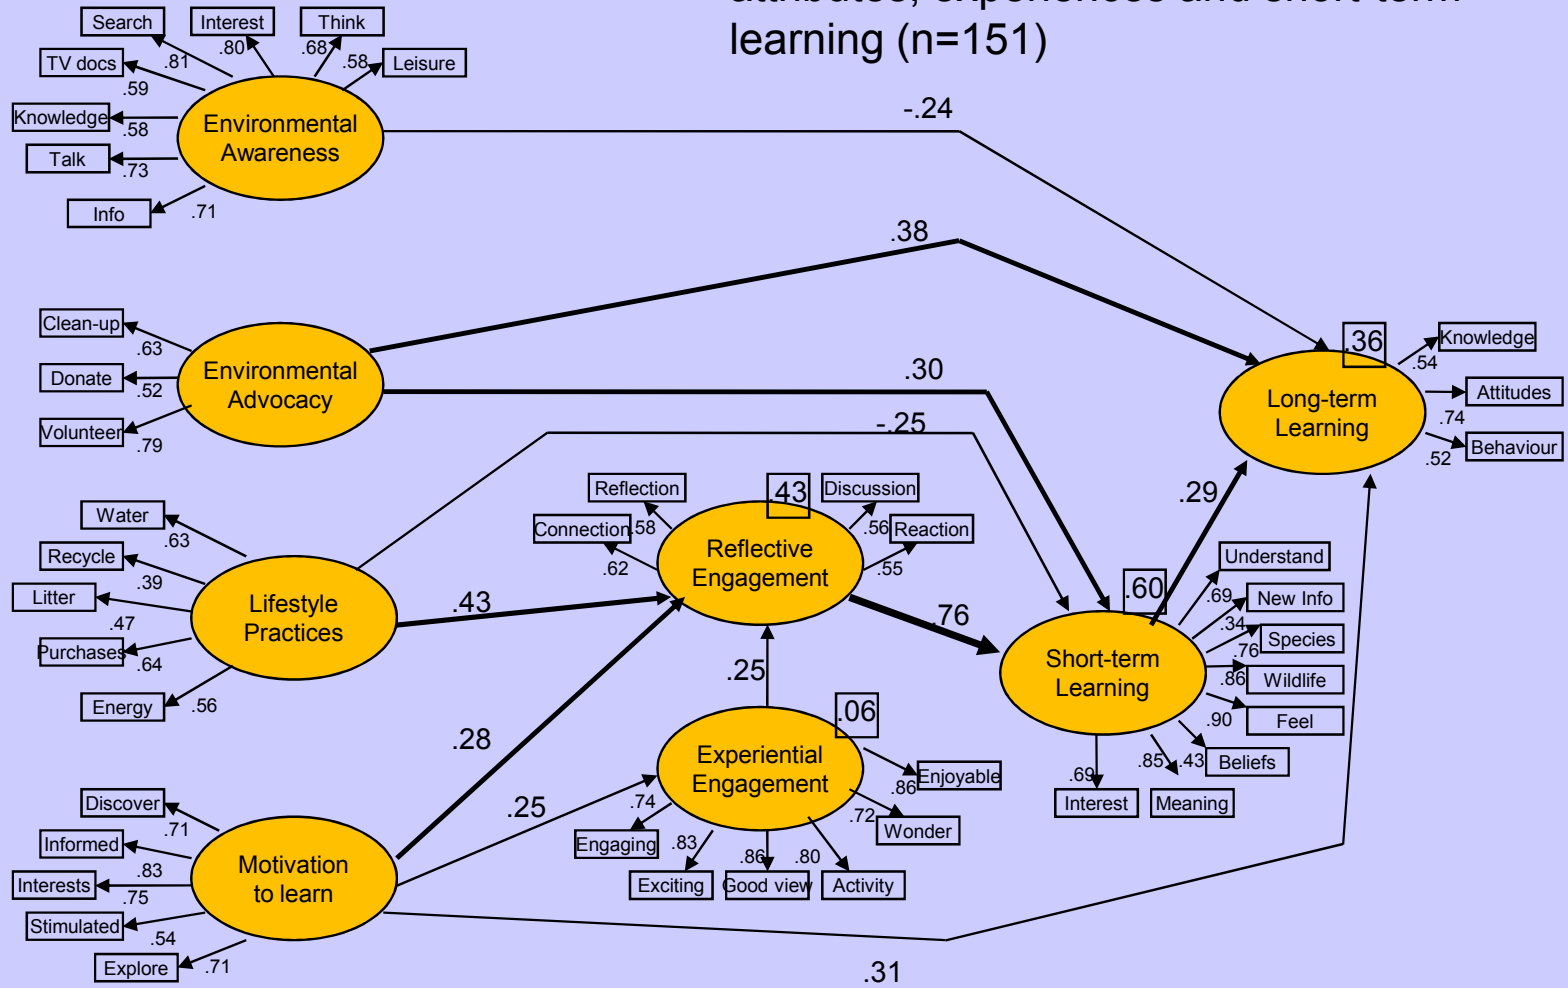 attributes, experiences and short-term
learning (n=151)
Search
Interest
Think
.81
.80
.68
.58
TV docs
Leisure
.59
Knowledge
.58
Environmental
Awareness
Talk
.73
Info
.71
-.24
.38
Clean-up
.63
Donate
.52
Environmental
Advocacy
Volunteer
.79
.30
-.25
.36
Knowledge
.54
Long-term
Learning
Attitudes
.74
Behaviour
.52
.29
Water
.63
Recycle
.39
Litter
.47
Lifestyle
Practices
Purchases
.64
Energy
.56
.43
Reflection
.58
Connection
.62
.43
Discussion
.56
Reaction
.55
Reflective
Engagement
.76
.60
Short-term
Learning
Understand
.69
New Info
.34
Species
.76
Wildlife
.86
Feel
.90
Beliefs
.43
Meaning
.85
Interest
.69
.28
.25
.25
.06
Experiential
Engagement
Enjoyable
.86
Wonder
.72
Activity
.80
Good view
.86
Exciting
.83
Engaging
.74
Discover
.71
Informed
.83
Interests
.75
Stimulated
.54
Explore
.71
Motivation
to learn
.31